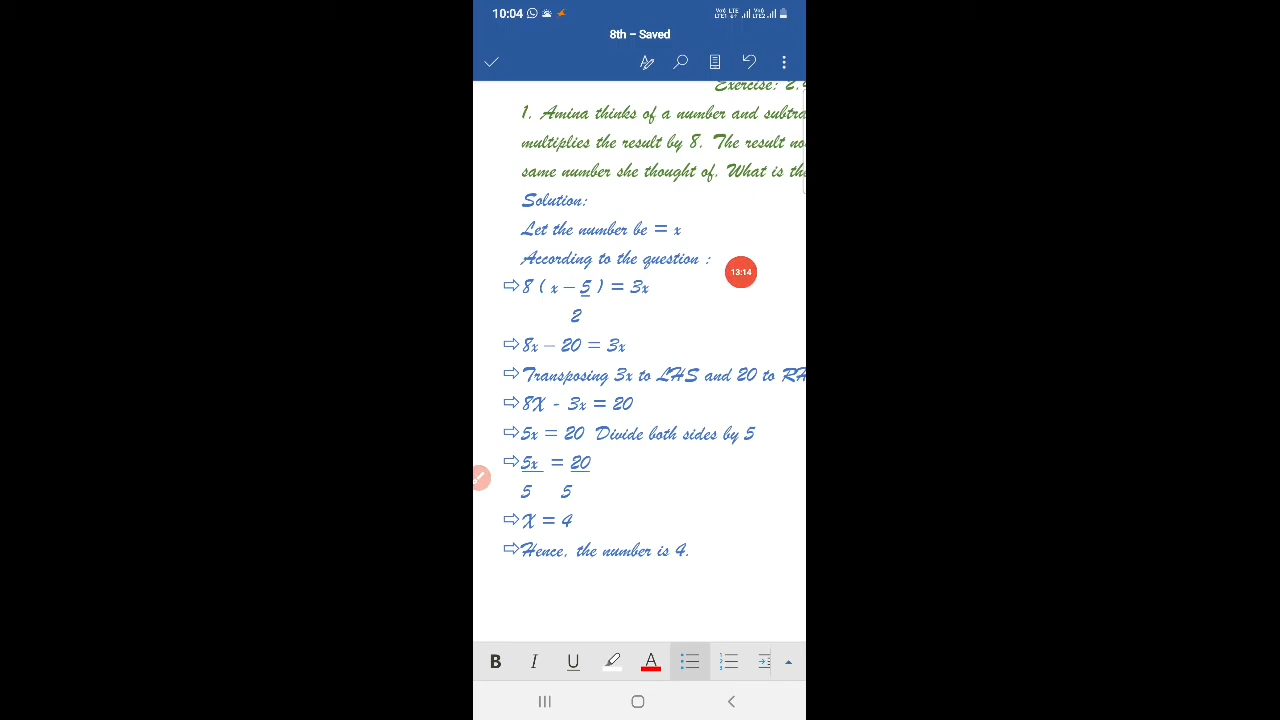 10:04
8th – Saved
Exercise: 2.4
1. Amina thinks of a number and subtra
multiplies the result by 8. The result no
same number she thought of. What is th
Solution:
Let the number be = x
According to the question :
⇨8 ( x – 5 ) = 3x
2
⇨8x – 20 = 3x
⇨Transposing 3x to LHS and 20 to RH
⇨8X - 3x = 20
⇨5x = 20 Divide both sides by 5
⇨5x = 20
5 5
⇨X = 4
⇨Hence, the number is 4.
13:14
B I U A